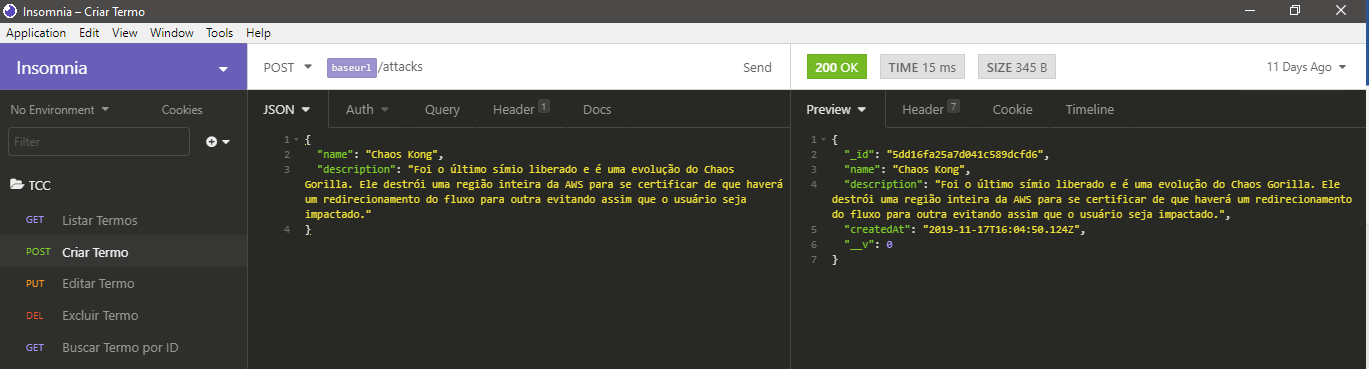 Insomnia – Criar Termo
Application Edit View Window Tools Help
Insomnia
POST baseurl/attacks Send
200 OK TIME 15 ms SIZE 345 B 11 Days Ago
No Environment Cookies
Filter
TCC
GET Listar Termos
POST Criar Termo
PUT Editar Termo
DEL Excluir Termo
GET Buscar Termo por ID
JSON Auth Query Header 1 Docs
1 {
2 "name": "Chaos Kong",
3 "description": "Foi o último símio liberado e é uma evolução do Chaos
Gorilla. Ele destrói uma região inteira da AWS para se certificar de que haverá
um redirecionamento do fluxo para outra evitando assim que o usuário seja
impactado."
4 }
Preview Header 7 Cookie Timeline
1 {
2 "_id": "5dd16fa25a7d041c589dcfd6",
3 "name": "Chaos Kong",
4 "description": "Foi o último símio liberado e é uma evolução do Chaos Gorilla. Ele
destrói uma região inteira da AWS para se certificar de que haverá um redirecionamento
do fluxo para outra evitando assim que o usuário seja impactado.",
5 "createdAt": "2019-11-17T16:04:50.124Z",
6 "__v": 0
7 }